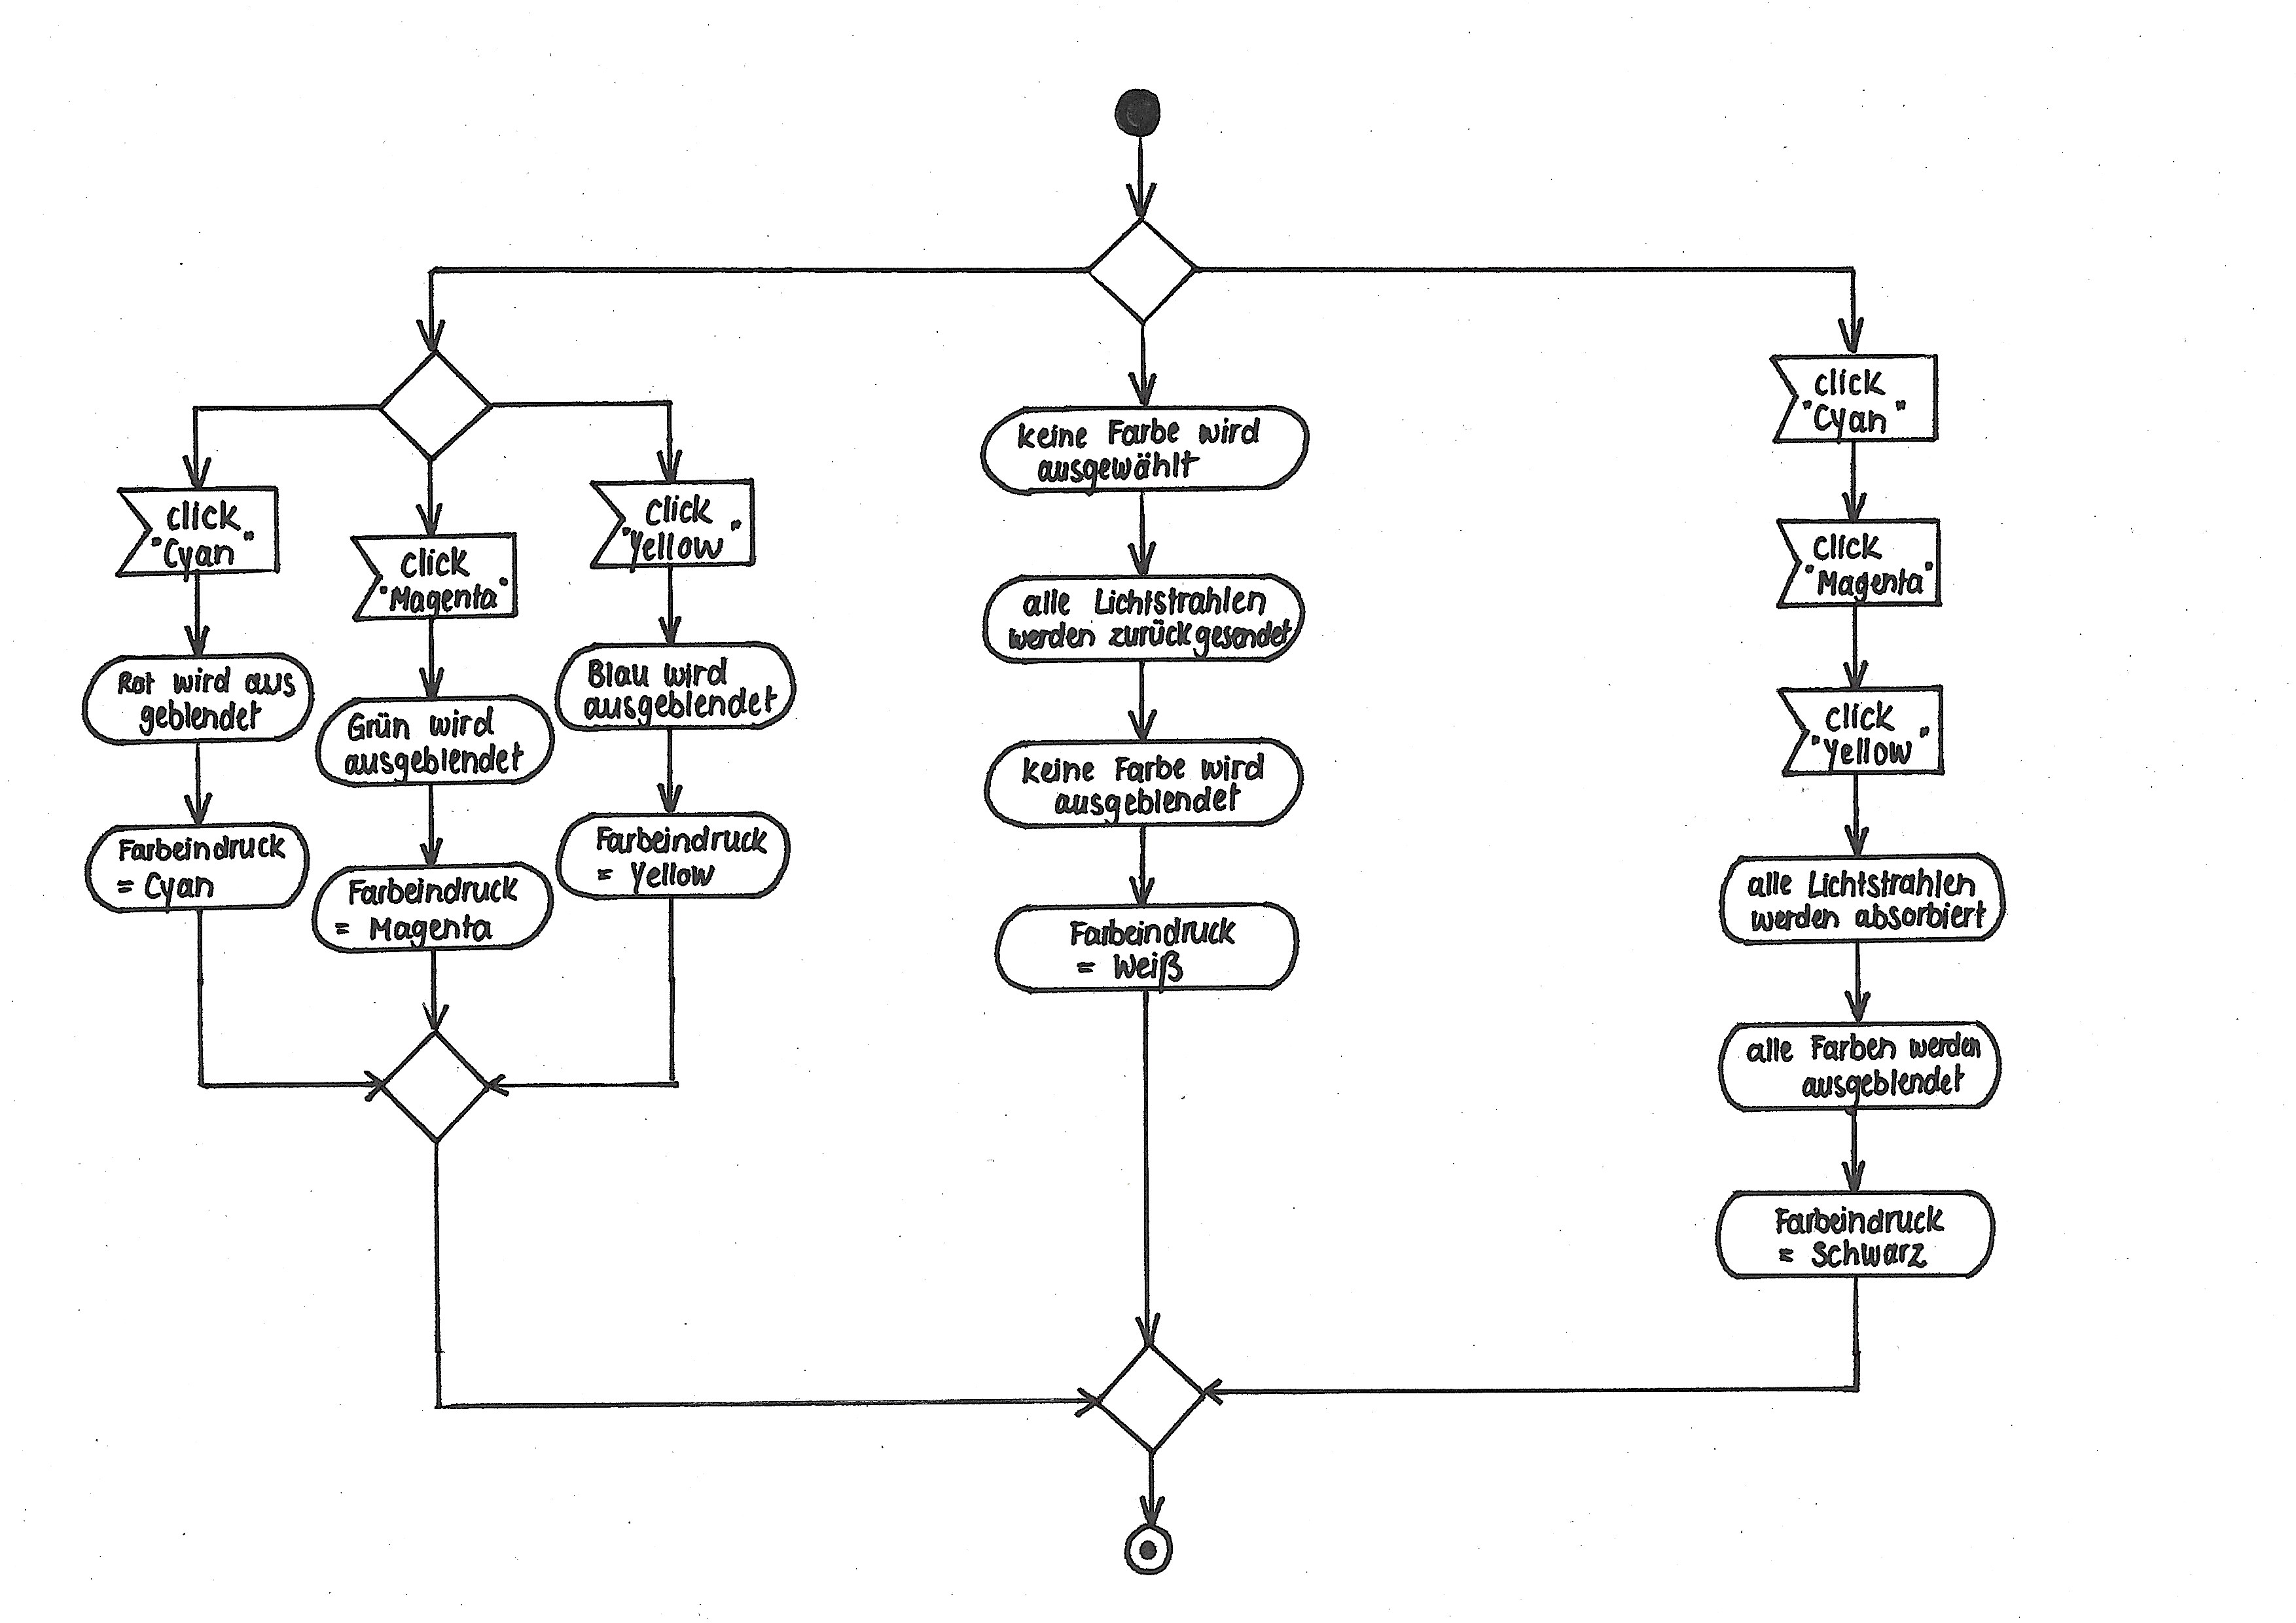 click
"Cyan"
Rot wird aus
geblendet
Farbeindruck
= Cyan
click
"Magenta"
Grün wird
ausgeblendet
Farbeindruck
= Magenta
click
"Yellow"
Blau wird
ausgeblendet
Farbeindruck
= Yellow
keine Farbe wird
ausgewählt
alle Lichtstrahlen
werden zurückgesendet
keine Farbe wird
ausgeblendet
Farbeindruck
= Weiß
click
"Cyan"
click
"Magenta"
click
"Yellow"
alle Lichtstrahlen
werden absorbiert
alle Farben werden
ausgeblendet
Farbeindruck
= Schwarz